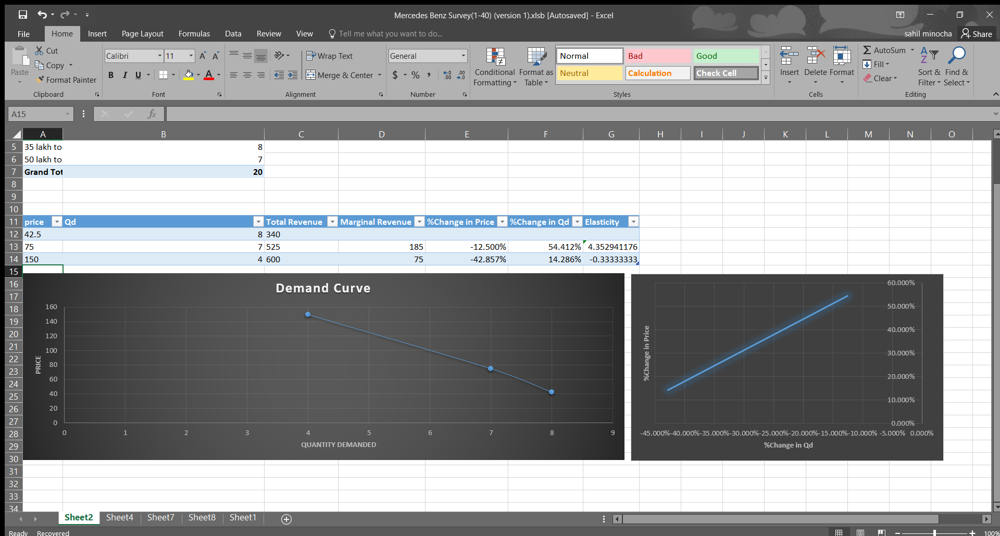 Mercedes Benz Survey(1-40) (version 1).xlsb [Autosaved] - Excel
File Home Insert Page Layout Formulas Data Review View Tell me what you want to do... sahil minocha Share
Paste
Cut
Copy
Format Painter
Clipboard
Calibri 11
A A
B I U A
Font
Wrap Text
Merge & Center
Alignment
General
$ % , .00 .0
Number
Conditional Formatting
Format as Table
Normal Bad Good
Neutral Calculation Check Cell
Styles
Insert Delete Format
Cells
AutoSum
Fill
Clear
Sort & Filter
Find & Select
Editing
A15 fx
A B C D E F G H I J K L M N O
5 35 lakh to 8
6 50 lakh to 7
7 Grand Tot 20
8
9
10
11 price Qd Total Revenue Marginal Revenue %Change in Price %Change in Qd Elasticity
12 42.5 8 340
13 75 7 525 185 -12.500% 54.412% 4.352941176
14 150 4 600 75 -42.857% 14.286% -0.33333333
15
16
17
18
19
20
21
22
23
24
25
26
27
28
29
30
31
32
33
34
Demand Curve
PRICE
160
140
120
100
80
60
40
20
0
0 1 2 3 4 5 6 7 8 9
QUANTITY DEMANDED
%Change in Price
60.000%
50.000%
40.000%
30.000%
20.000%
10.000%
0.000%
-45.000% -40.000% -35.000% -30.000% -25.000% -20.000% -15.000% -10.000% -5.000% 0.000%
%Change in Qd
Sheet2 Sheet4 Sheet7 Sheet8 Sheet1
Ready Recovered 100%